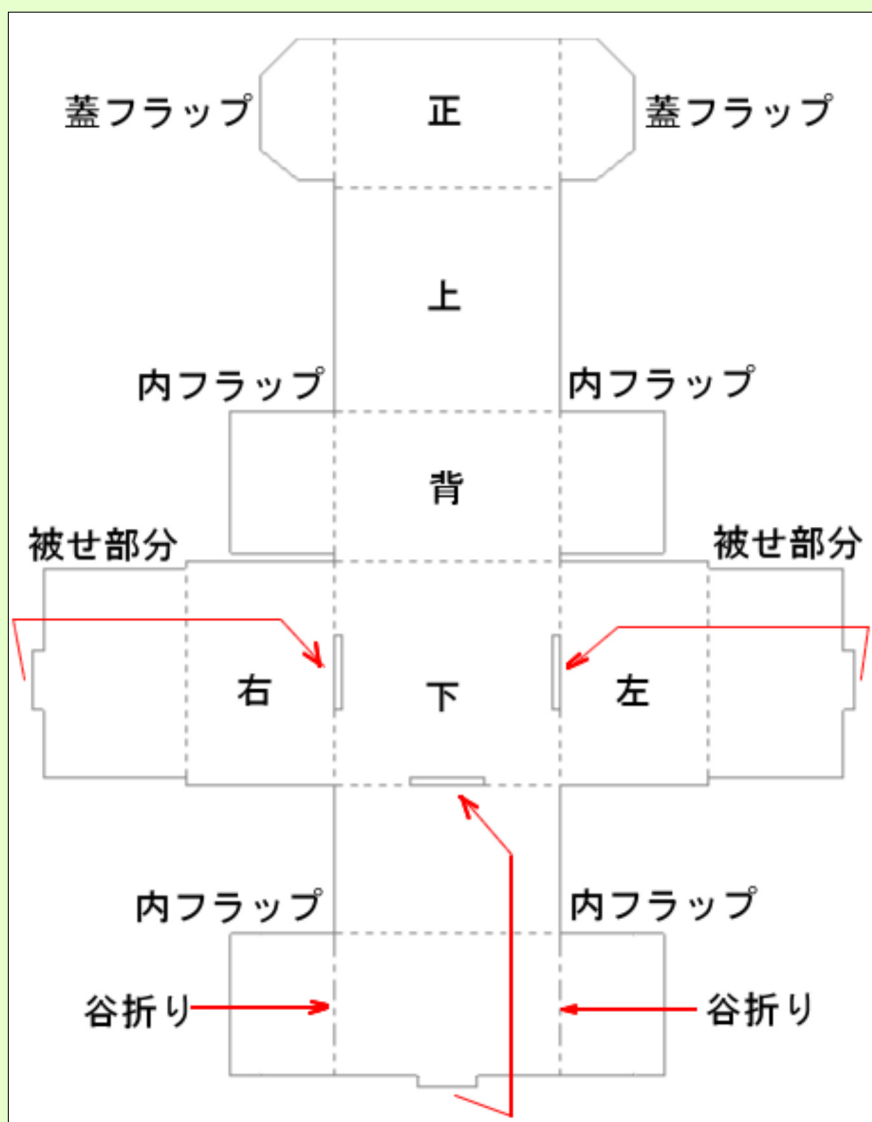 蓋フラップ
正
蓋フラップ
上
内フラップ
内フラップ
背
被せ部分
被せ部分
右
下
左
内フラップ
内フラップ
谷折り
谷折り